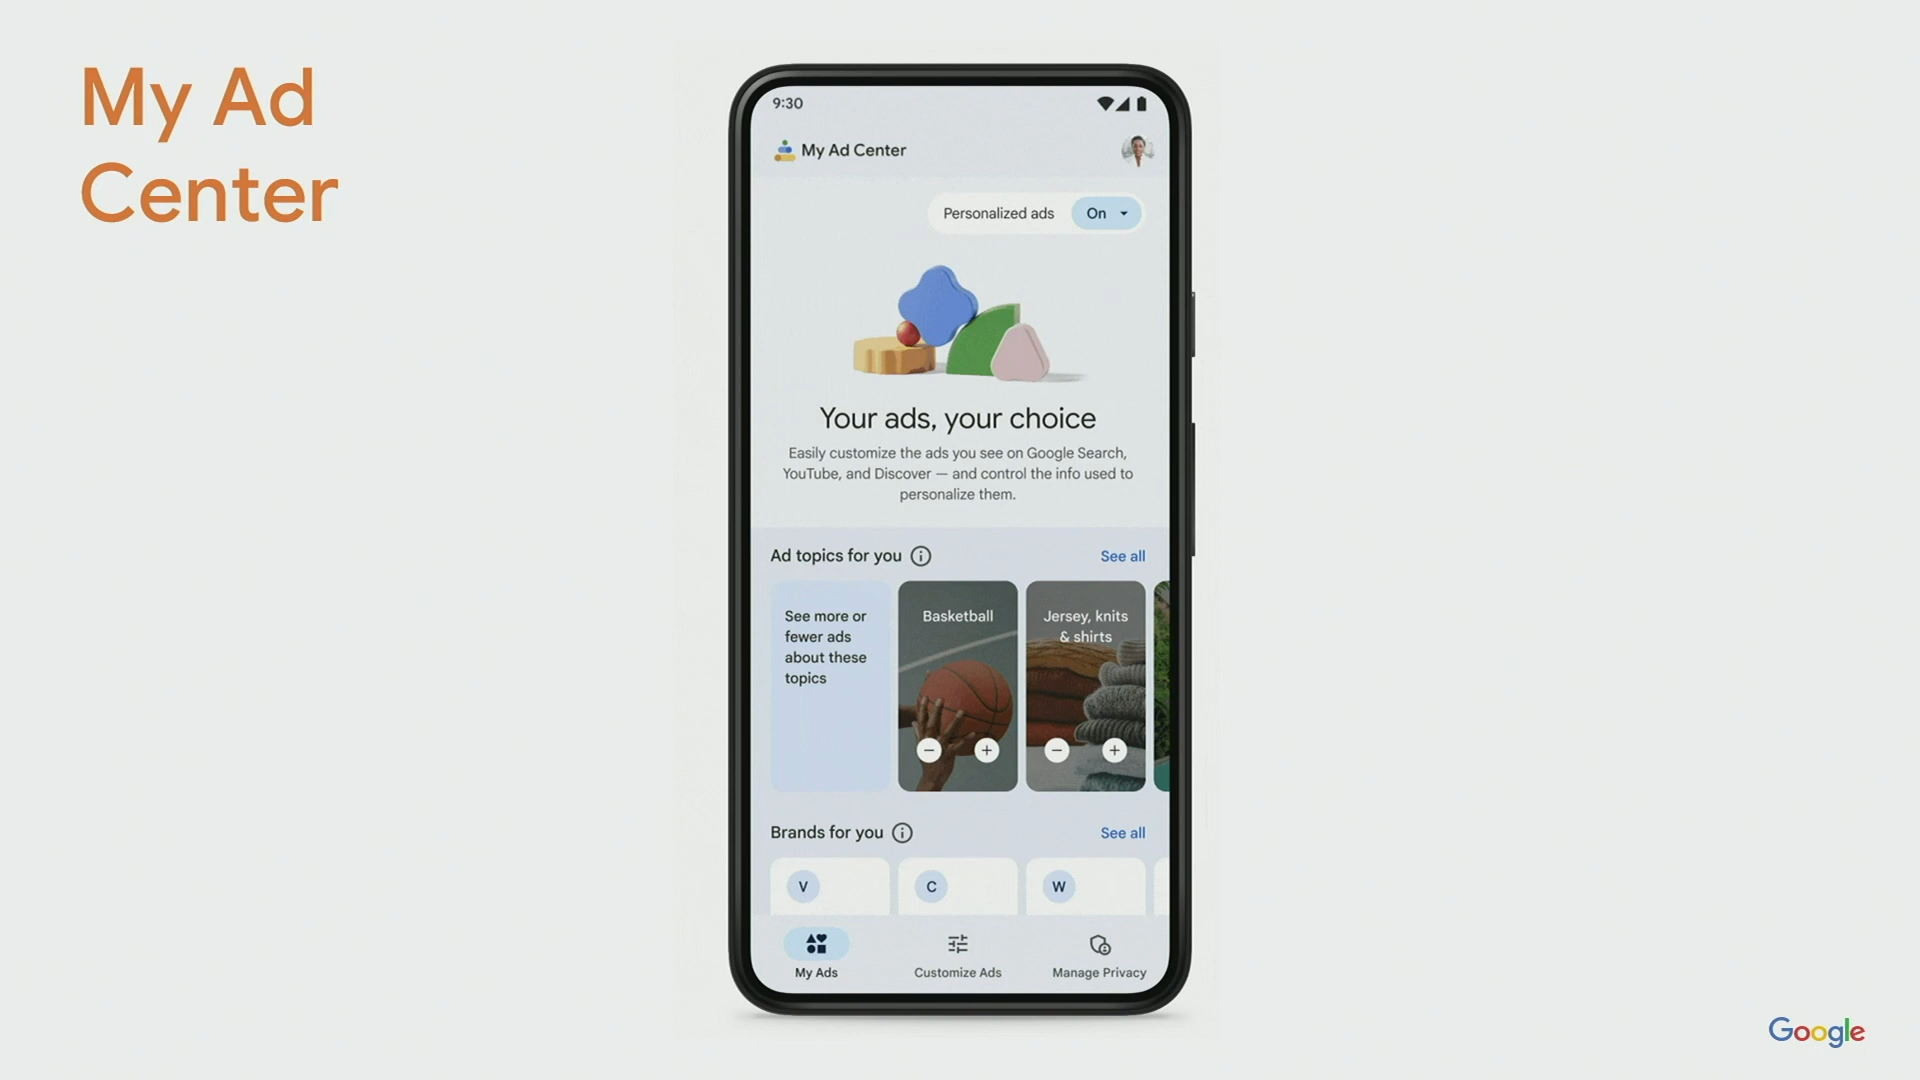 My Ad
Center
9:30
My Ad Center
Personalized ads
On
Your ads, your choice
Easily customize the ads you see on Google Search,
YouTube, and Discover — and control the info used to
personalize them.
Ad topics for you
See all
See more or
fewer ads
about these
topics
Basketball
Jersey, knits
& shirts
Brands for you
See all
V
C
W
My Ads
Customize Ads
Manage Privacy
Google